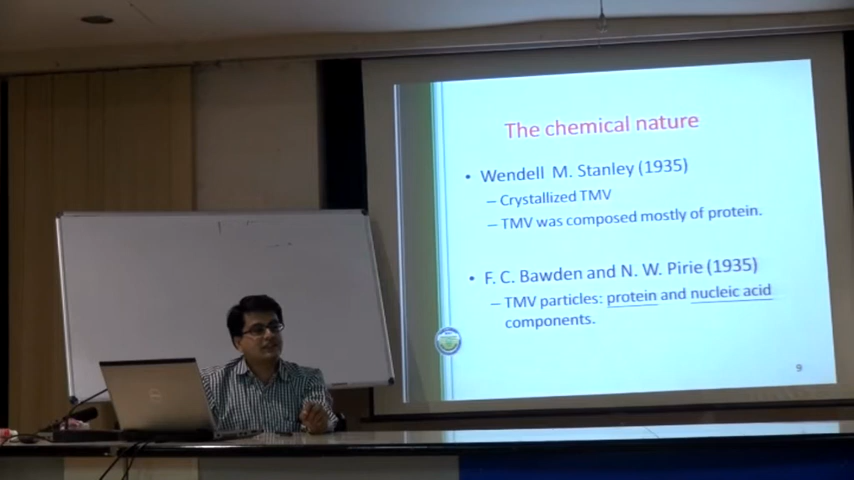 The chemical nature
• Wendell M. Stanley (1935)
– Crystallized TMV
– TMV was composed mostly of protein.
• F. C. Bawden and N. W. Pirie (1935)
– TMV particles: protein and nucleic acid
components.
9